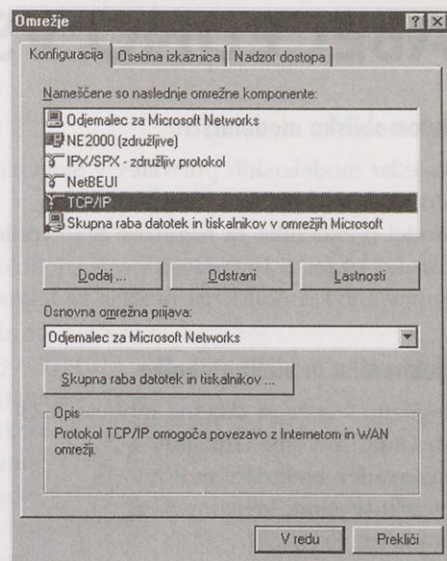 Omrežje
Konfiguracija Osebna izkaznica Nadzor dostopa
Nameščene so naslednje omrežne komponente:
Odjemalec za Microsoft Networks
NE2000 (združljive)
IPX/SPX - združljiv protokol
NetBEUI
TCP/IP
Skupna raba datotek in tiskalnikov v omrežjih Microsoft
Dodaj ... Odstrani Lastnosti
Osnovna omrežna prijava:
Odjemalec za Microsoft Networks
Skupna raba datotek in tiskalnikov ...
Opis
Protokol TCP/IP omogoča povezavo z Internetom in WAN
omrežji.
V redu Prekliči